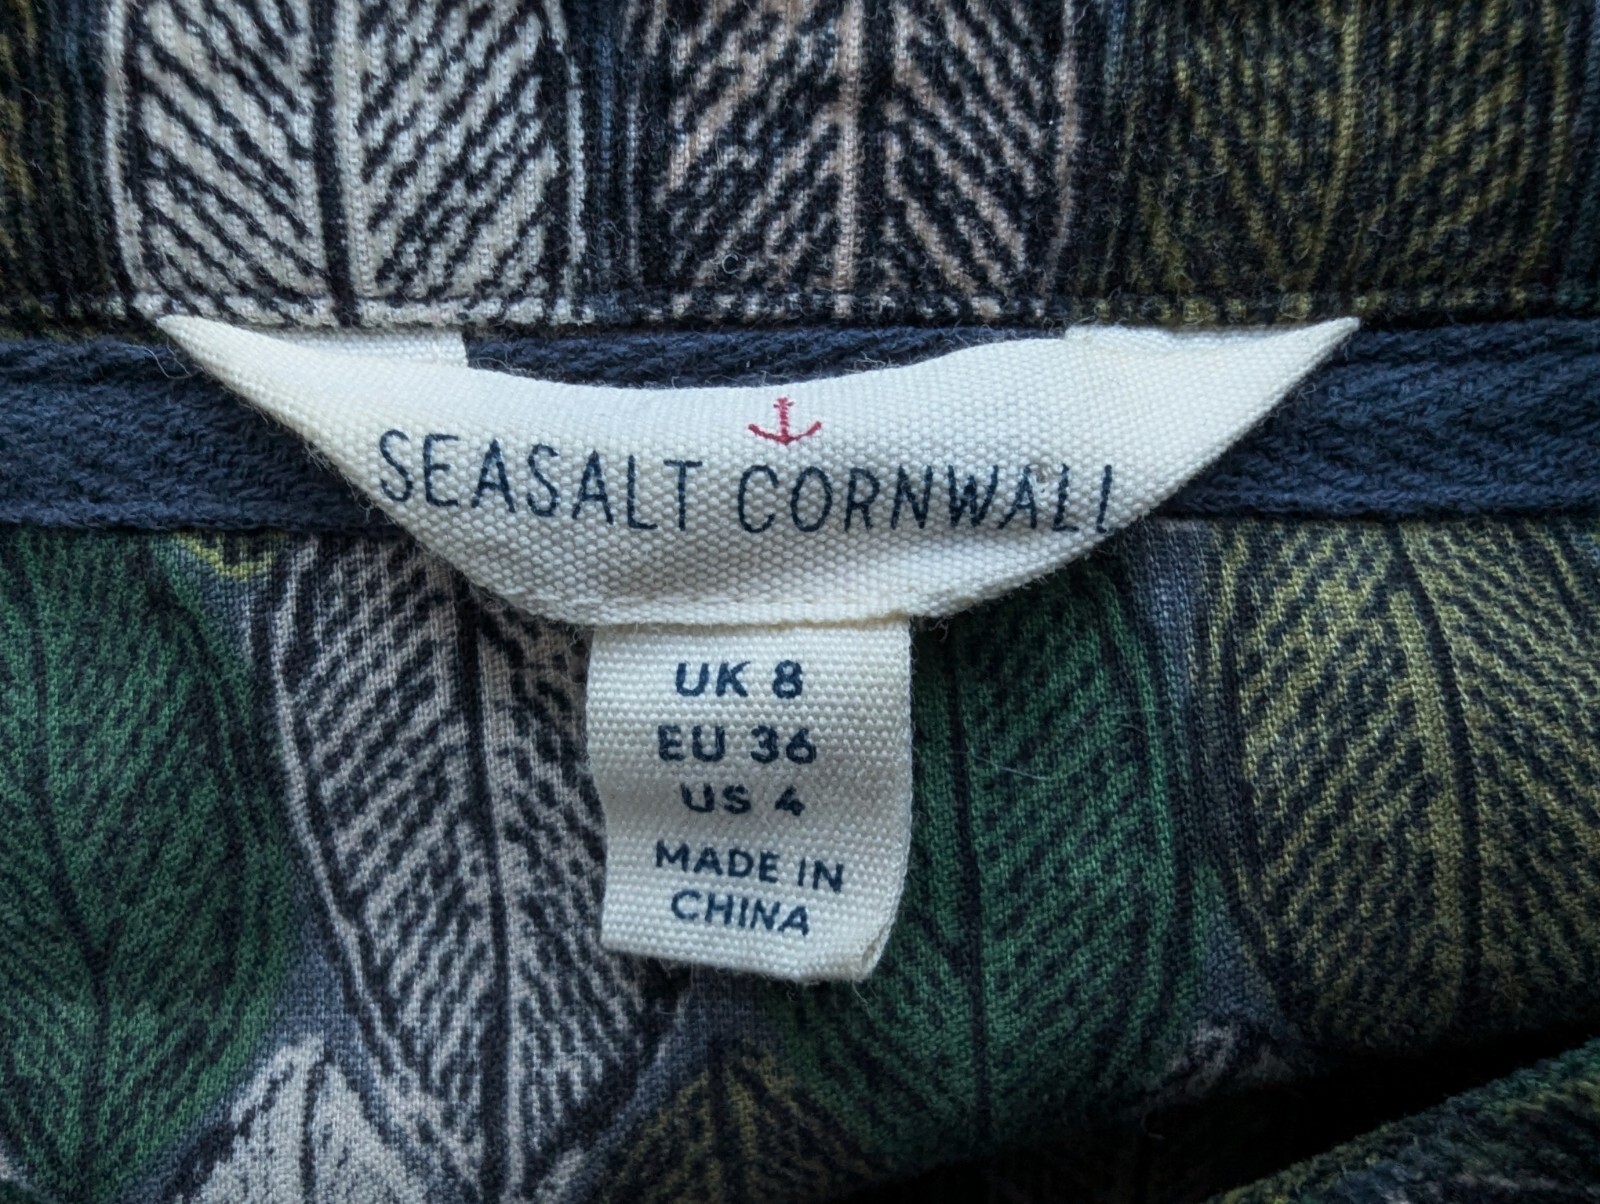 SEASALT CORNWALL
UK 8
EU 36
US 4
MADE IN
CHINA